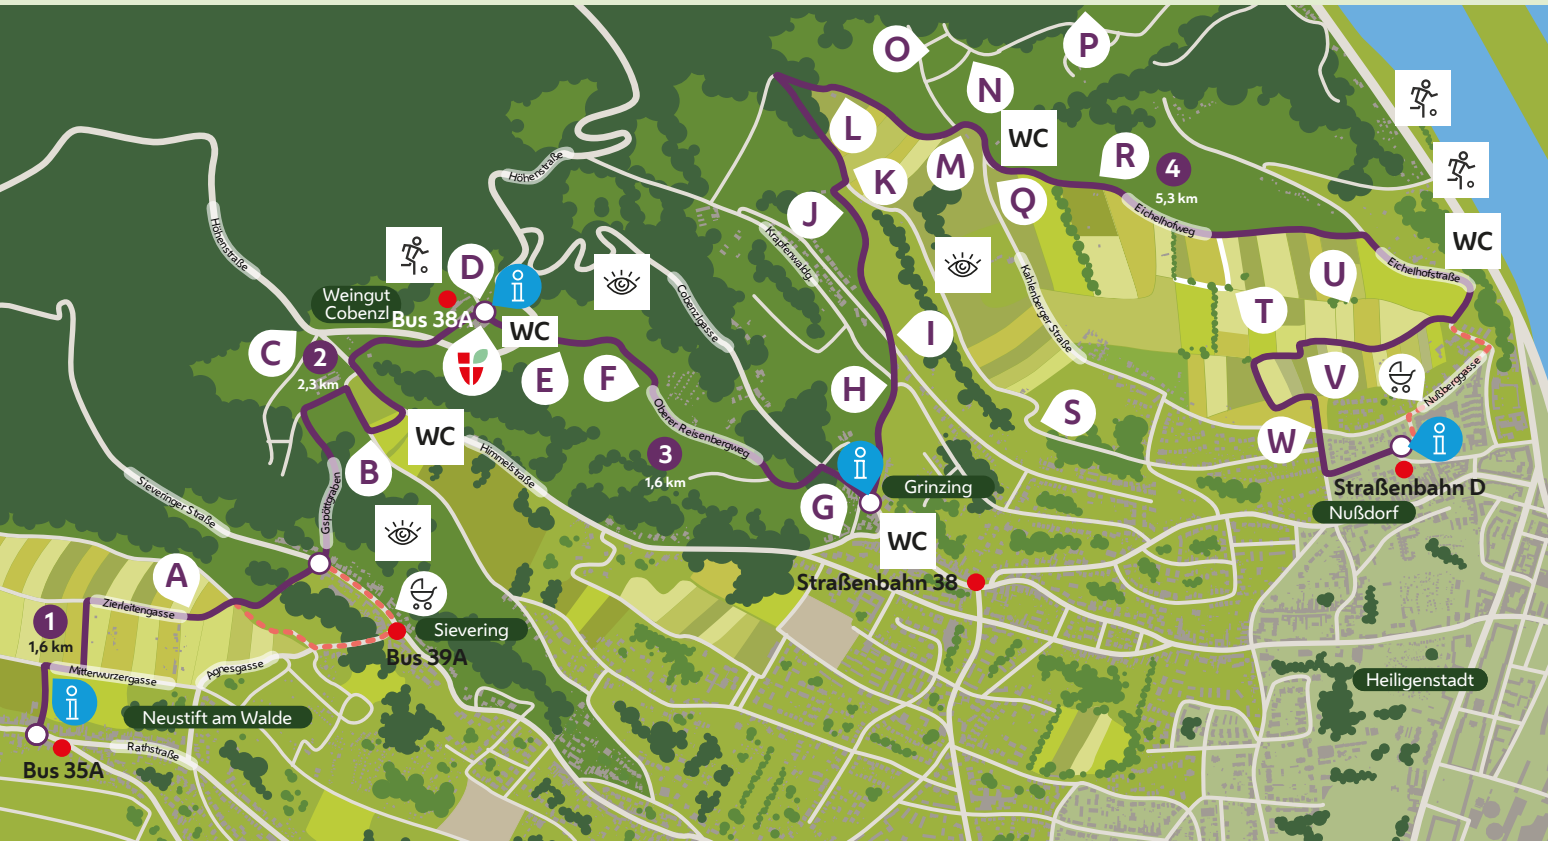 O
P
N
WC
L
M
R
4
5,3 km
K
Q
Höhenstraße
J
Eichelhofweg
WC
Höhenstraße
Krapfenwaldg.
Kahlenberger Straße
Eichelhofstraße
U
D
i
T
Weingut
Cobenzl
Bus 38A
WC
Cobenzlgasse
I
C
2
2,3 km
E
F
H
V
Nußberggasse
Oberer Reisenbergweg
S
WC
Himmelstraße
W
i
B
3
1,6 km
i
Grinzing
Straßenbahn D
Nußdorf
Sieveringer Straße
Gspöttgraben
G
WC
A
Straßenbahn 38
Zierleitengasse
1
1,6 km
Sievering
Bus 39A
Mitterwurzergasse
Agnesgasse
Heiligenstadt
i
Neustift am Walde
Rathstraße
Bus 35A